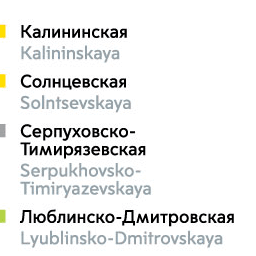 Калининская
Kalininskaya
Солнцевская
Solntsevskaya
Серпуховско-
Тимирязевская
Serpukhovsko-
Timiryazevskaya
Люблинско-Дмитровская
Lyublinsko-Dmitrovskaya